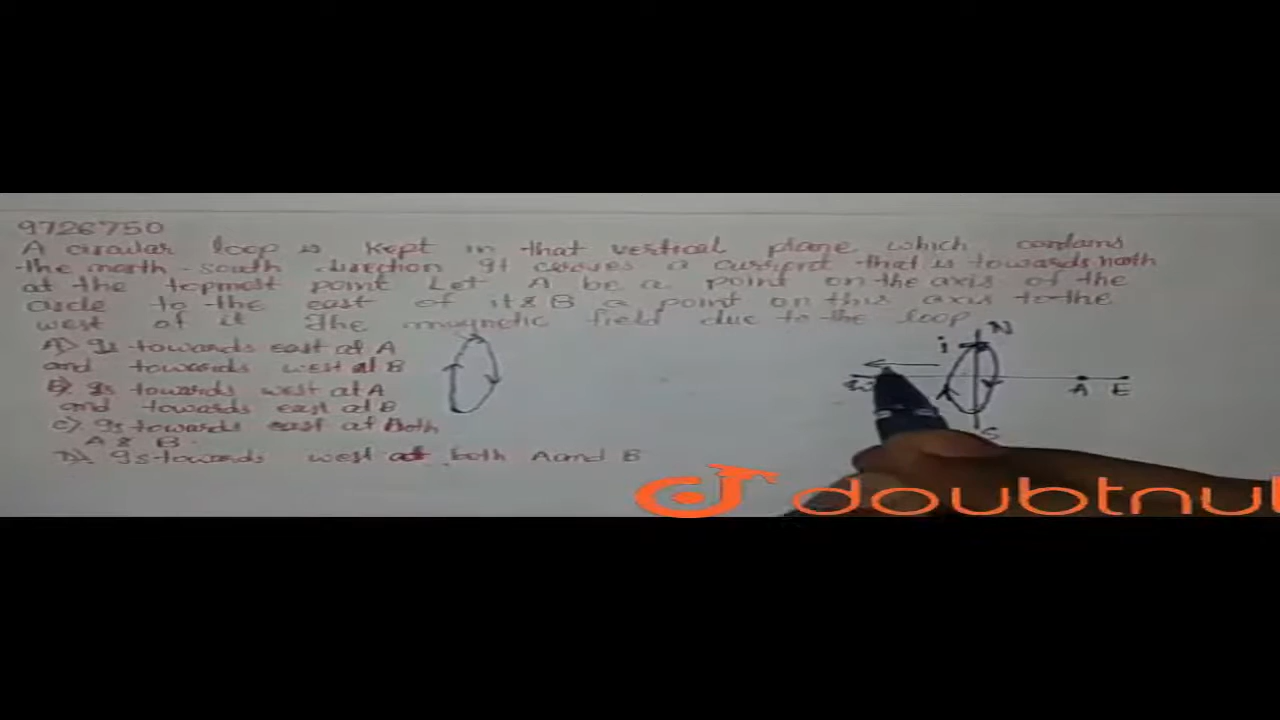 9726750
A circular loop is kept in that vertical plane which contains
the north-south direction It carries a current that is towards north
at the topmost point Let A be a point on the axis of the
circle to the east of it & B a point on this axis to the
west of it The magnetic field due to the loop
A) Is towards east at A
and towards west at B
B) Is towards west at A
and towards east at B
C) Is towards east at Both
A & B
D) Is towards west at both A and B
N
i
A E
S
doubtnut